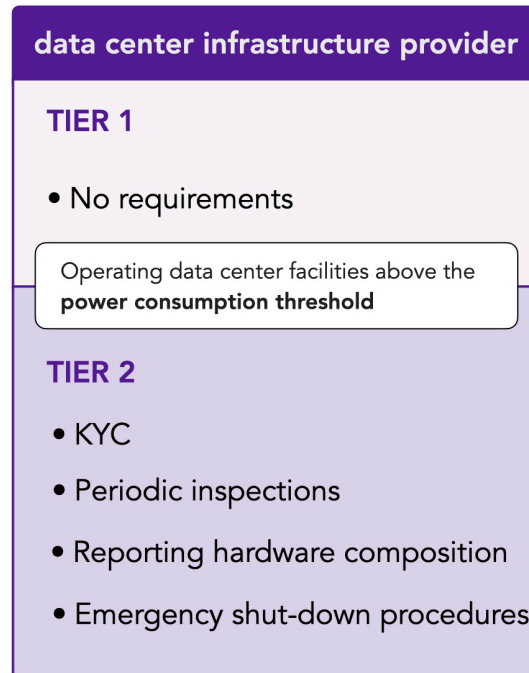 data center infrastructure provider
TIER 1
• No requirements
Operating data center facilities above the
power consumption threshold
TIER 2
• KYC
• Periodic inspections
• Reporting hardware composition
• Emergency shut-down procedures